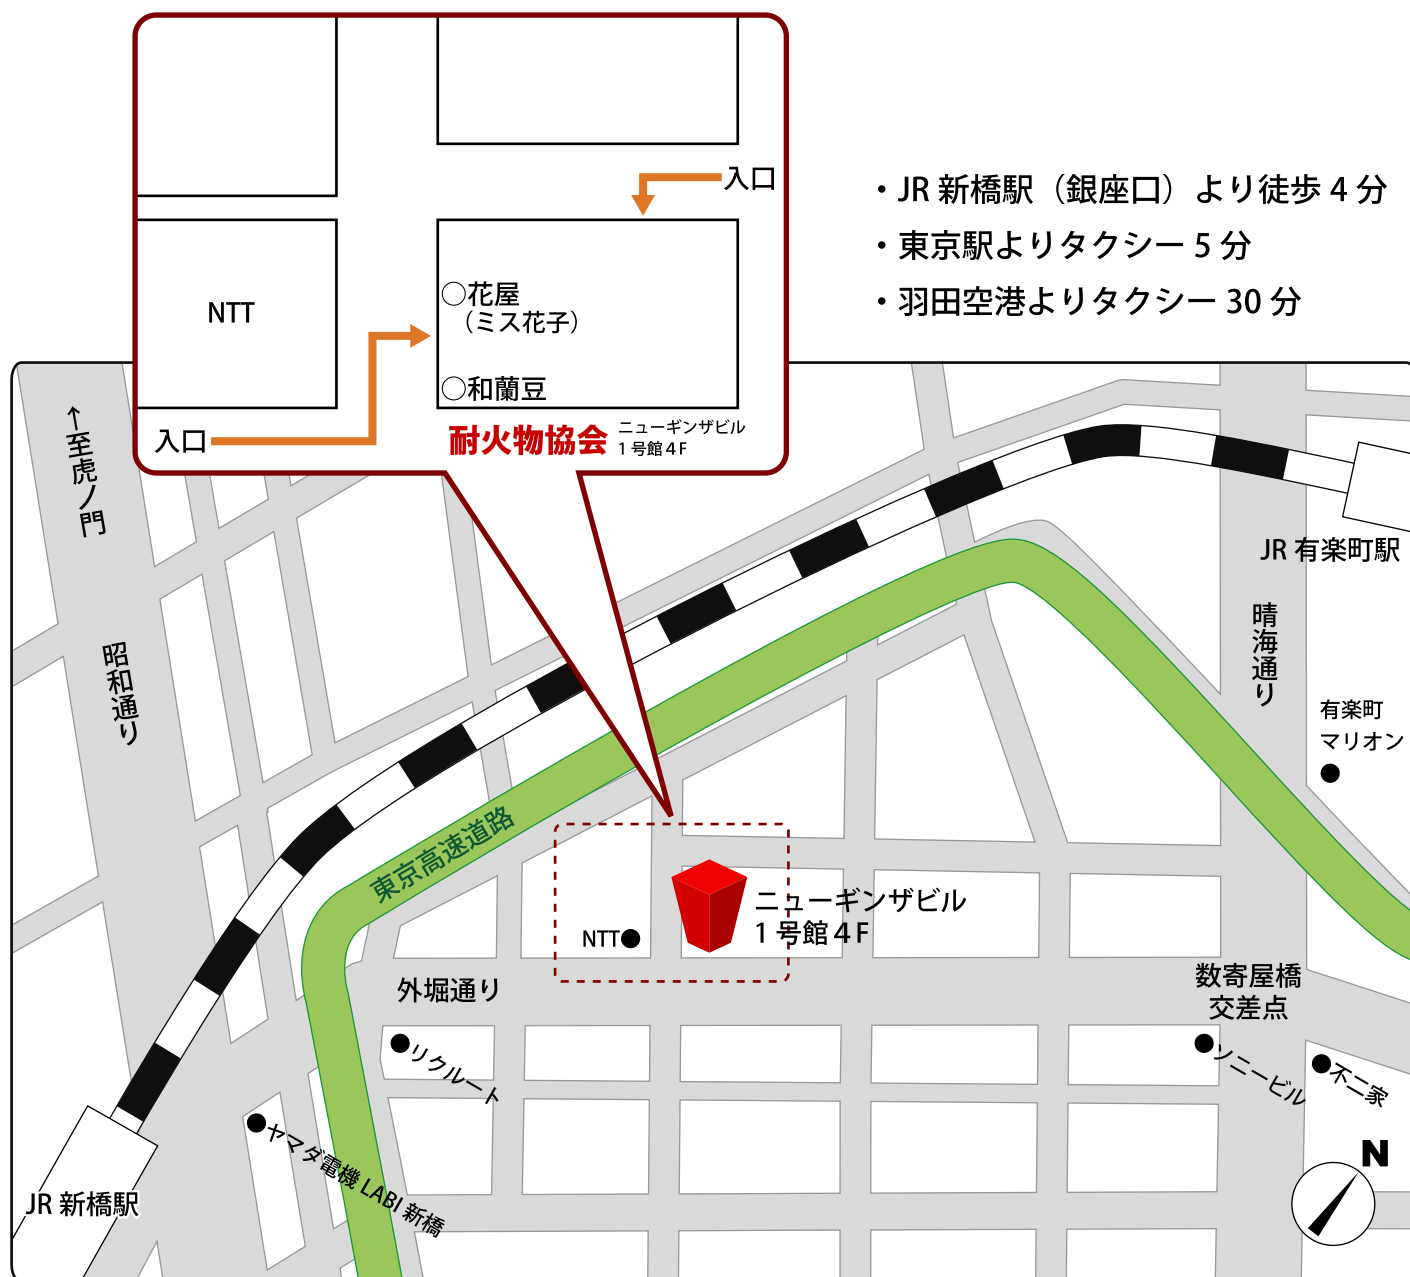 入口
NTT
○花屋
（ミス花子）
○和蘭豆
入口
耐火物協会
ニューギンザビル
1号館4F
・JR 新橋駅（銀座口）より徒歩 4 分
・東京駅よりタクシー 5 分
・羽田空港よりタクシー 30 分
←至虎ノ門
昭和通り
JR 有楽町駅
晴海通り
有楽町
マリオン
東京高速道路
ニューギンザビル
1号館4F
NTT
外堀通り
数寄屋橋
交差点
リクルート
ソニービル
不二家
ヤマダ電機 LABI 新橋
JR 新橋駅
N